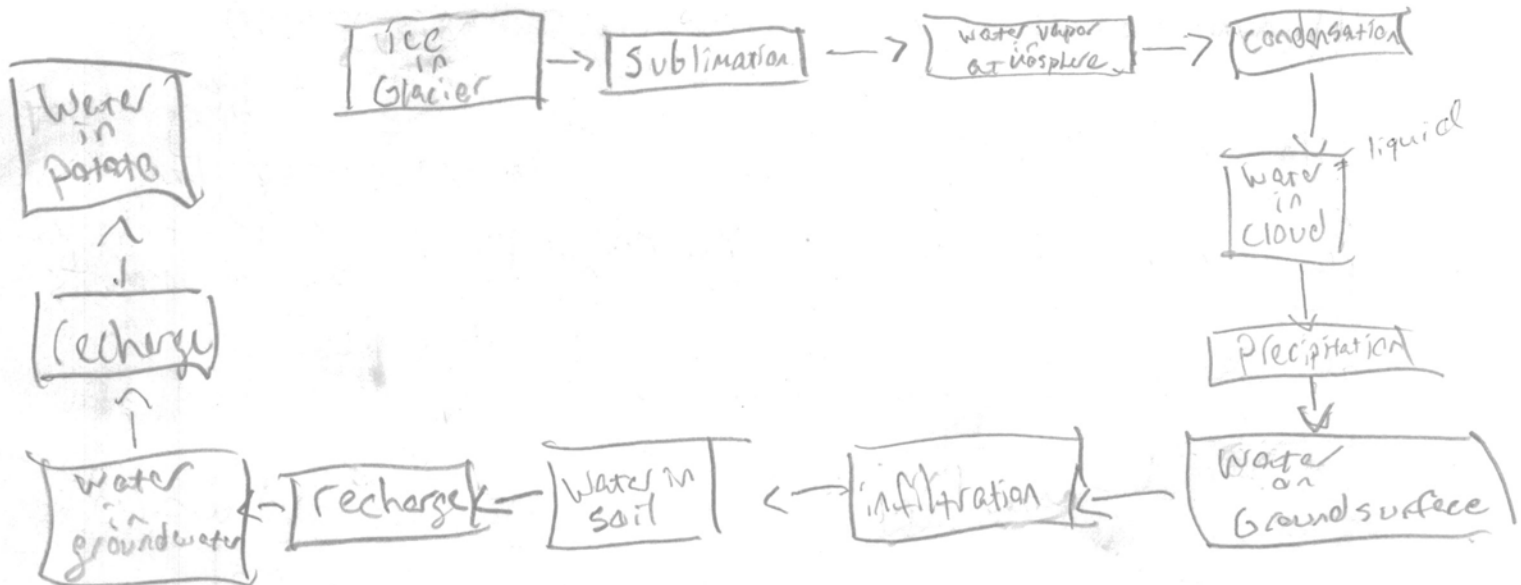 ice
in
Glacier
Sublimation
water vapor
in
atmosphere
Condensation
liquid
Water
in
cloud
Precipitation
Water
on
Groundsurface
infiltration
Water in
soil
recharge
water
in
groundwater
recharge
Water
in
potato